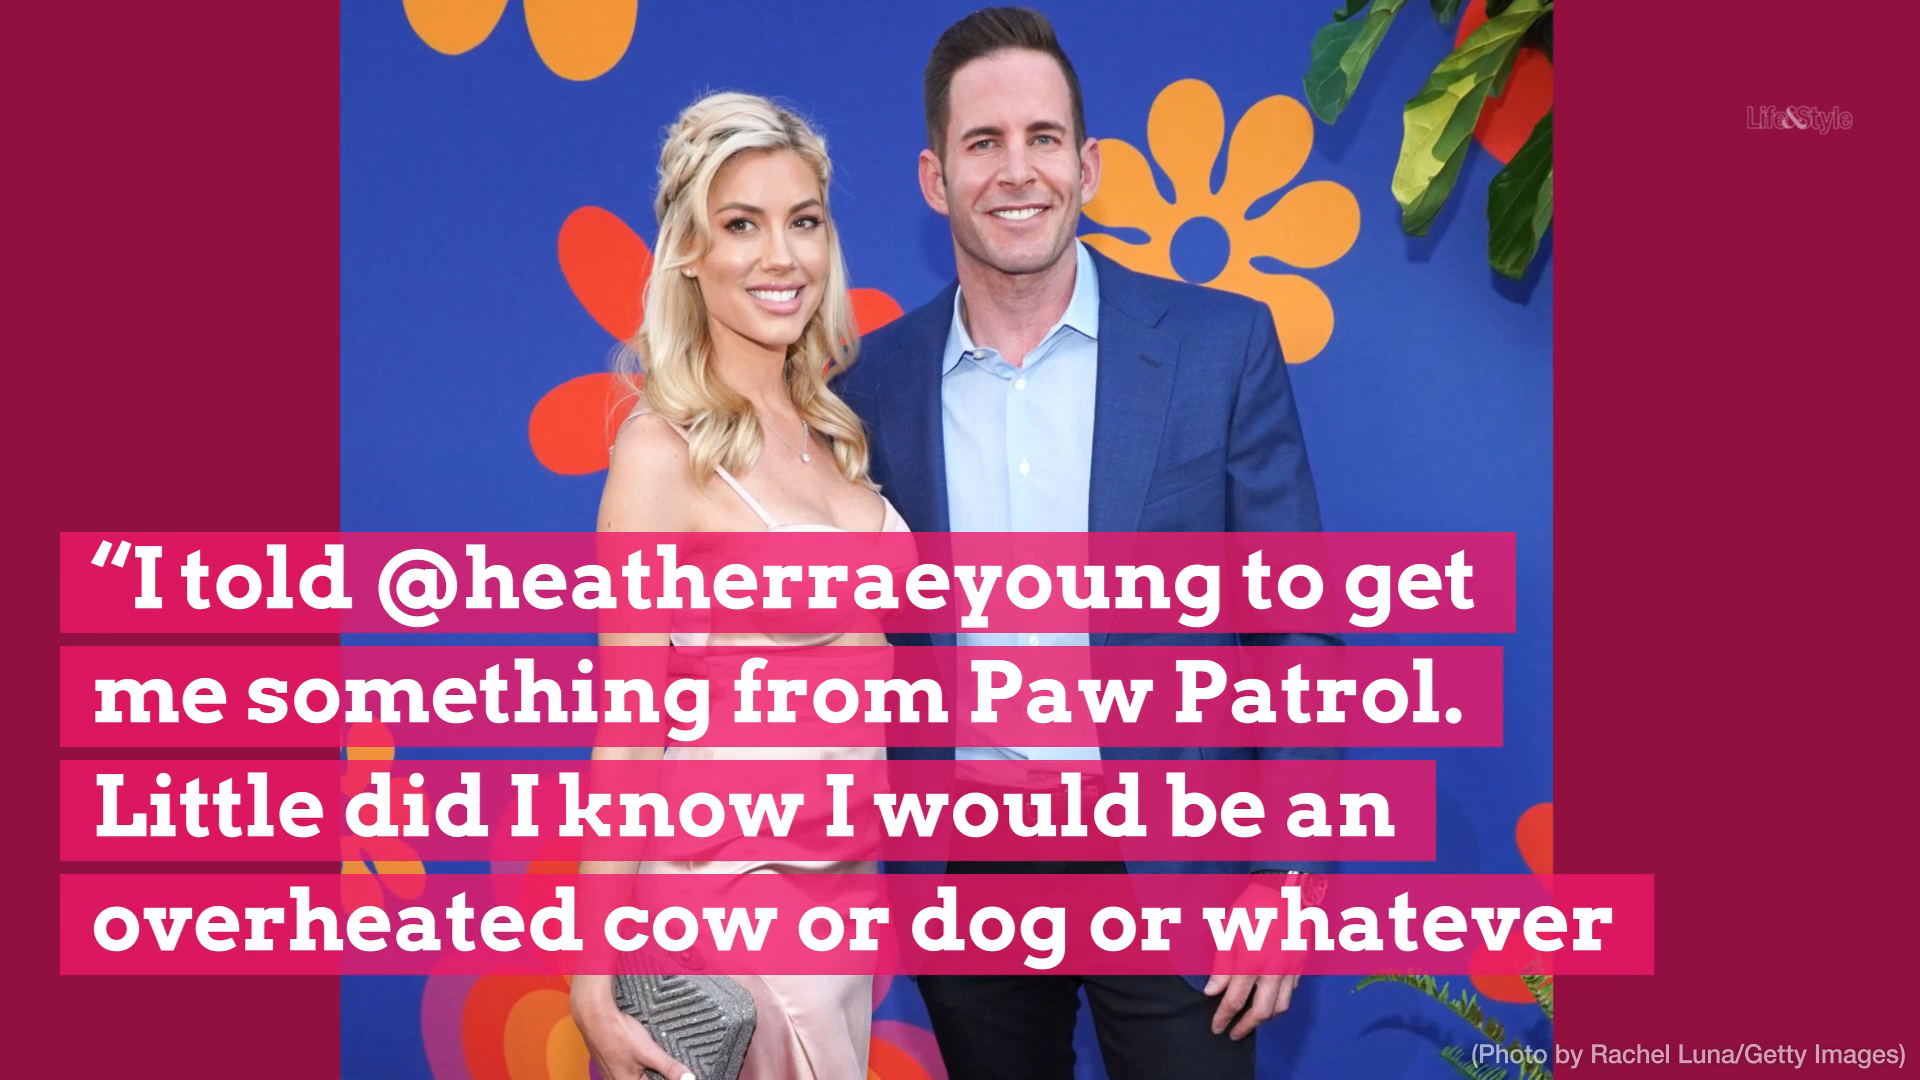 Life&Style
“I told @heatherraeyoung to get
me something from Paw Patrol.
Little did I know I would be an
overheated cow or dog or whatever
(Photo by Rachel Luna/Getty Images)